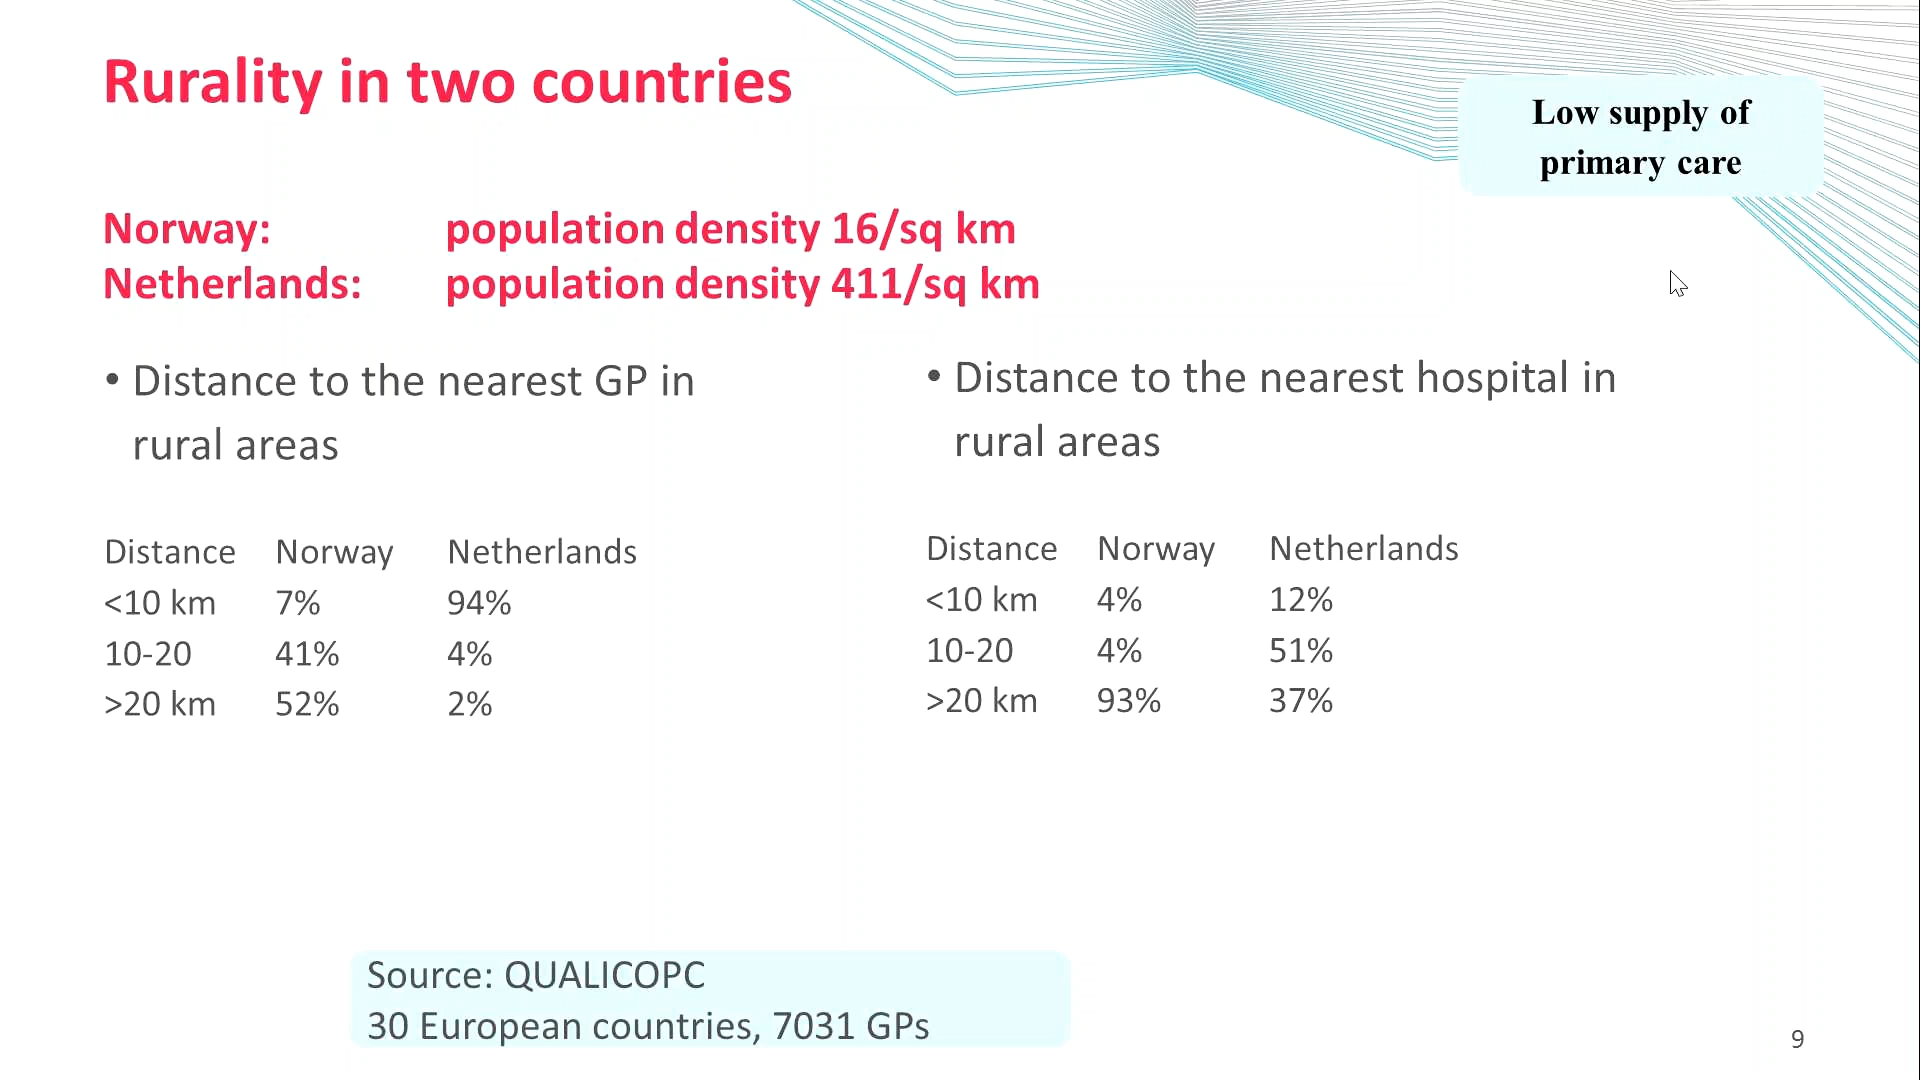 Rurality in two countries
Low supply of
primary care
Norway: population density 16/sq km
Netherlands: population density 411/sq km
• Distance to the nearest GP in
rural areas
Distance Norway Netherlands
<10 km 7% 94%
10-20 41% 4%
>20 km 52% 2%
• Distance to the nearest hospital in
rural areas
Distance Norway Netherlands
<10 km 4% 12%
10-20 4% 51%
>20 km 93% 37%
Source: QUALICOPC
30 European countries, 7031 GPs
9